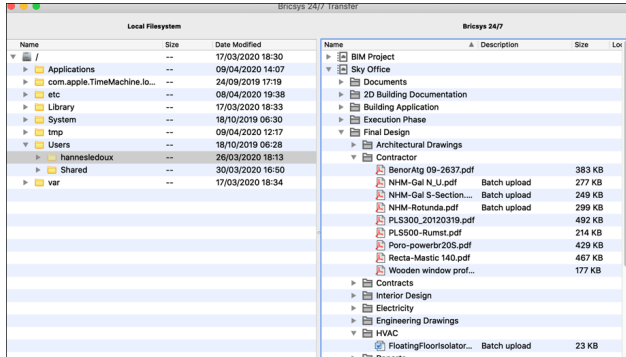 Bricsys 24/7 Transfer
Local Filesystem
Name Size Date Modified
/ -- 17/03/2020 18:30
Applications -- 09/04/2020 14:07
com.apple.TimeMachine.lo... -- 24/09/2019 17:19
etc -- 08/04/2020 19:38
Library -- 17/03/2020 18:33
System -- 18/10/2019 06:30
tmp -- 09/04/2020 12:17
Users -- 18/10/2019 06:28
hannesledoux -- 26/03/2020 18:13
Shared -- 30/03/2020 16:50
var -- 17/03/2020 18:34
Bricsys 24/7
Name Description Size Loc
BIM Project
Sky Office
Documents
2D Building Documentation
Building Application
Execution Phase
Final Design
Architectural Drawings
Contractor
BenorAtg 09-2637.pdf 383 KB
NHM-Gal N_U.pdf Batch upload 277 KB
NHM-Gal S-Section.... Batch upload 249 KB
NHM-Rotunda.pdf Batch upload 299 KB
PLS300_20120319.pdf 492 KB
PLS500-Rumst.pdf 214 KB
Poro-powerbr20S.pdf 429 KB
Recta-Mastic 140.pdf 467 KB
Wooden window prof... 177 KB
Contracts
Interior Design
Electricity
Engineering Drawings
HVAC
FloatingFloorIsolator... Batch upload 23 KB